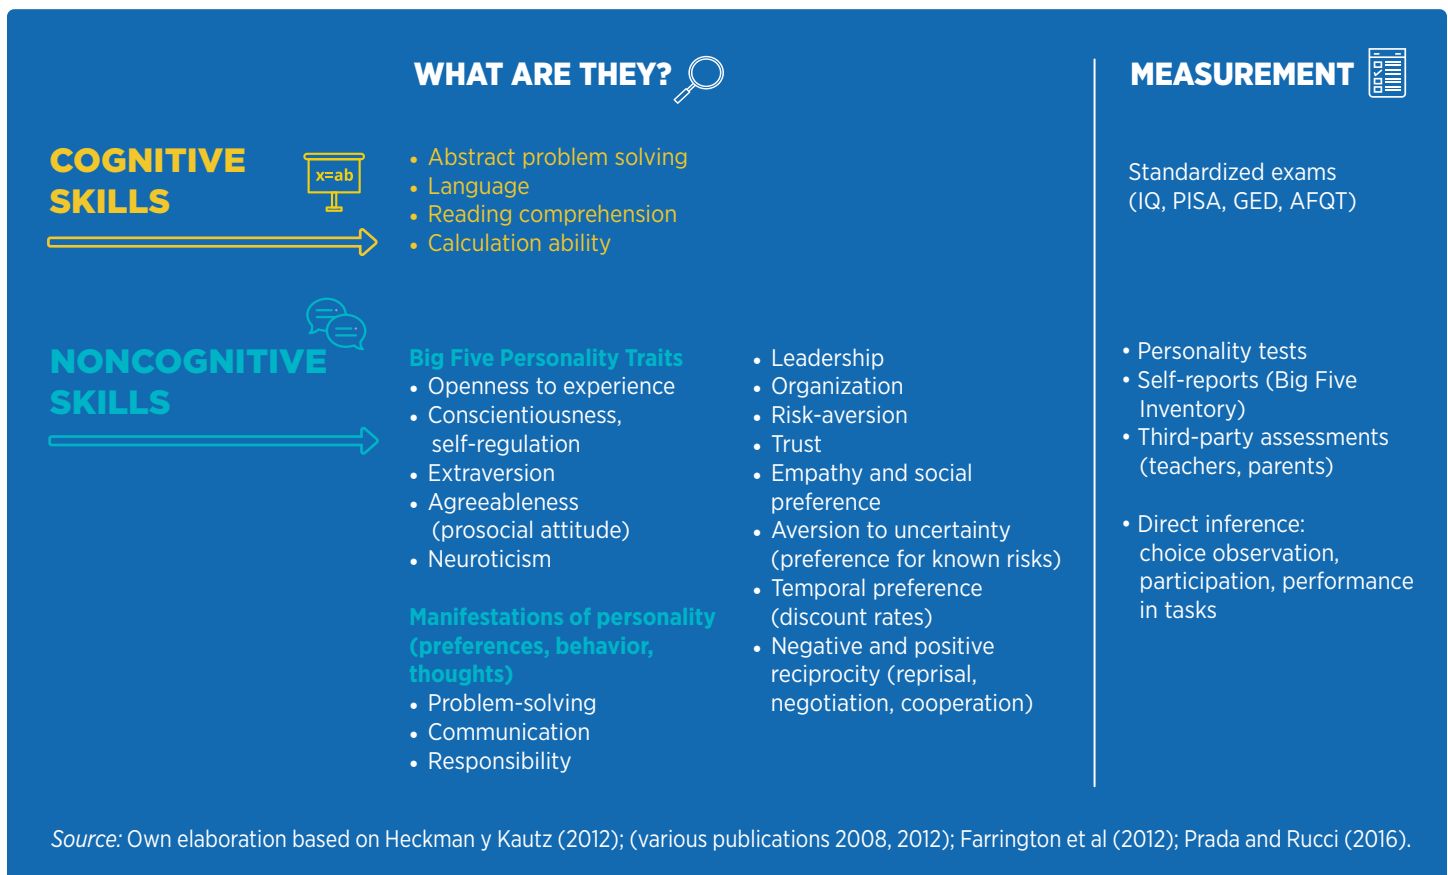 WHAT ARE THEY?
MEASUREMENT
COGNITIVE
SKILLS
x=ab
• Abstract problem solving
• Language
• Reading comprehension
• Calculation ability
Standardized exams
(IQ, PISA, GED, AFQT)
NONCOGNITIVE
SKILLS
Big Five Personality Traits
• Openness to experience
• Conscientiousness,
self-regulation
• Extraversion
• Agreeableness
(prosocial attitude)
• Neuroticism
Manifestations of personality
(preferences, behavior,
thoughts)
• Problem-solving
• Communication
• Responsibility
• Leadership
• Organization
• Risk-aversion
• Trust
• Empathy and social
preference
• Aversion to uncertainty
(preference for known risks)
• Temporal preference
(discount rates)
• Negative and positive
reciprocity (reprisal,
negotiation, cooperation)
• Personality tests
• Self-reports (Big Five
Inventory)
• Third-party assessments
(teachers, parents)
• Direct inference:
choice observation,
participation, performance
in tasks
Source: Own elaboration based on Heckman y Kautz (2012); (various publications 2008, 2012); Farrington et al (2012); Prada and Rucci (2016).